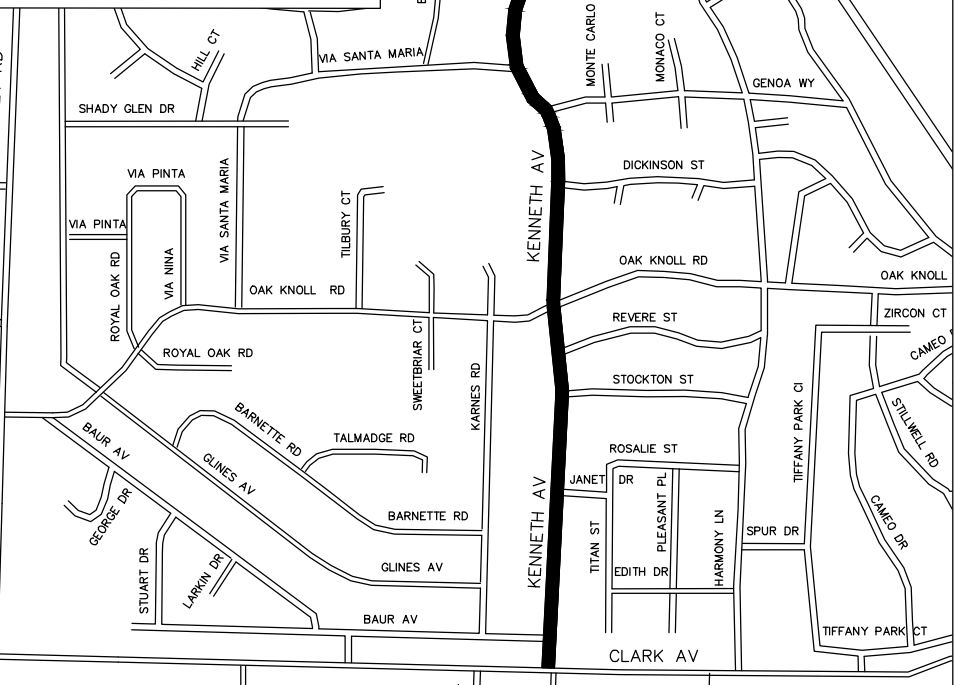 MONTE CARLO
MONACO CT
HILL CT
VIA SANTA MARIA
GENOA WY
SHADY GLEN DR
DICKINSON ST
VIA PINTA
VIA SANTA MARIA
KENNETH AV
TILBURY CT
VIA PINTA
VIA NINA
ROYAL OAK RD
OAK KNOLL RD
OAK KNOLL RD
OAK KNOLL
ZIRCON CT
REVERE ST
CAMEO
ROYAL OAK RD
SWEETBRIAR CT
KARNES RD
STOCKTON ST
TIFFANY PARK CI
STILLWELL RD
BARNETTE RD
TALMADGE RD
BAUR AV
GLINES AV
ROSALIE ST
JANET DR
KENNETH AV
PLEASANT PL
GEORGE DR
BARNETTE RD
CAMEO DR
TITAN ST
HARMONY LN
SPUR DR
STUART DR
LARKIN DR
GLINES AV
EDITH DR
BAUR AV
TIFFANY PARK CT
CLARK AV